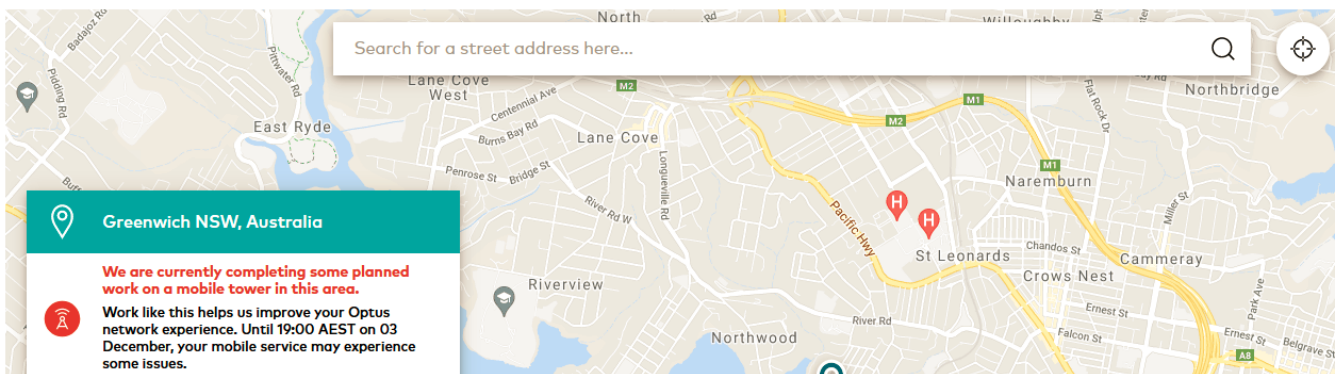 North
Rd
Willoughby
Badajoz Rd
Search for a street address here...
Pittwater Rd
Pidding Rd
Lane Cove
West
M2
Centennial Ave
M1
Flat Rock Dr
Northbridge
East Ryde
Burns Bay Rd
Lane Cove
M2
Penrose St
Bridge St
Longueville Rd
M1
Naremburn
Miller St
River Rd W
Pacific Hwy
H
H
Greenwich NSW, Australia
St Leonards
Chandos St
Cammeray
Crows Nest
We are currently completing some planned
work on a mobile tower in this area.
Riverview
Work like this helps us improve your Optus
network experience. Until 19:00 AEST on 03
December, your mobile service may experience
some issues.
River Rd
Northwood
Ernest St
Park Ave
Falcon St
Ernest St
Belgrave St
A8